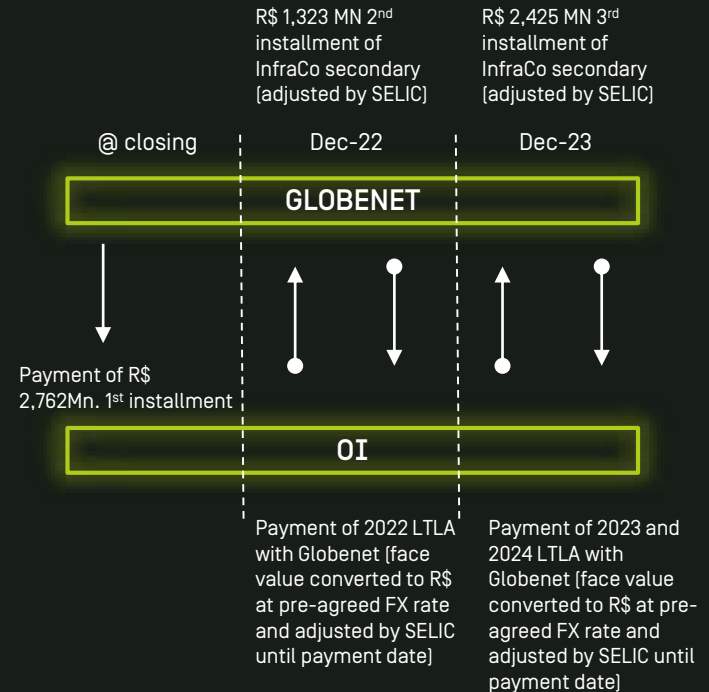 R$ 1,323 MN 2nd
installment of
InfraCo secondary
(adjusted by SELIC)
R$ 2,425 MN 3rd
installment of
InfraCo secondary
(adjusted by SELIC)
@ closing
Dec-22
Dec-23
GLOBENET
Payment of R$
2,762Mn. 1st installment
OI
Payment of 2022 LTLA
with Globenet (face
value converted to R$
at pre-agreed FX rate
and adjusted by SELIC
until payment date)
Payment of 2023 and
2024 LTLA with
Globenet (face value
converted to R$ at pre-
agreed FX rate and
adjusted by SELIC until
payment date)